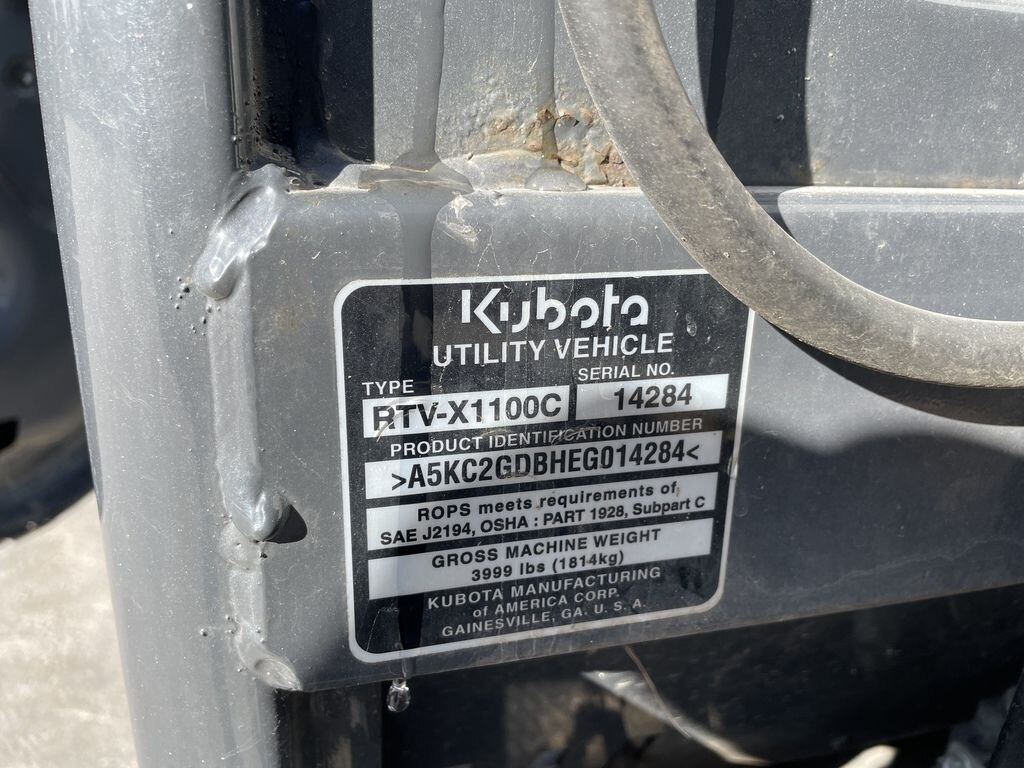 Kubota
UTILITY VEHICLE
TYPE
SERIAL NO.
RTV-X1100C
14284
PRODUCT IDENTIFICATION NUMBER
>A5KC2GDBHEG014284<
ROPS meets requirements of
SAE J2194, OSHA : PART 1928, Subpart C
GROSS MACHINE WEIGHT
3999 lbs (1814kg)
KUBOTA MANUFACTURING
of AMERICA CORP.
GAINESVILLE, GA. U. S. A.